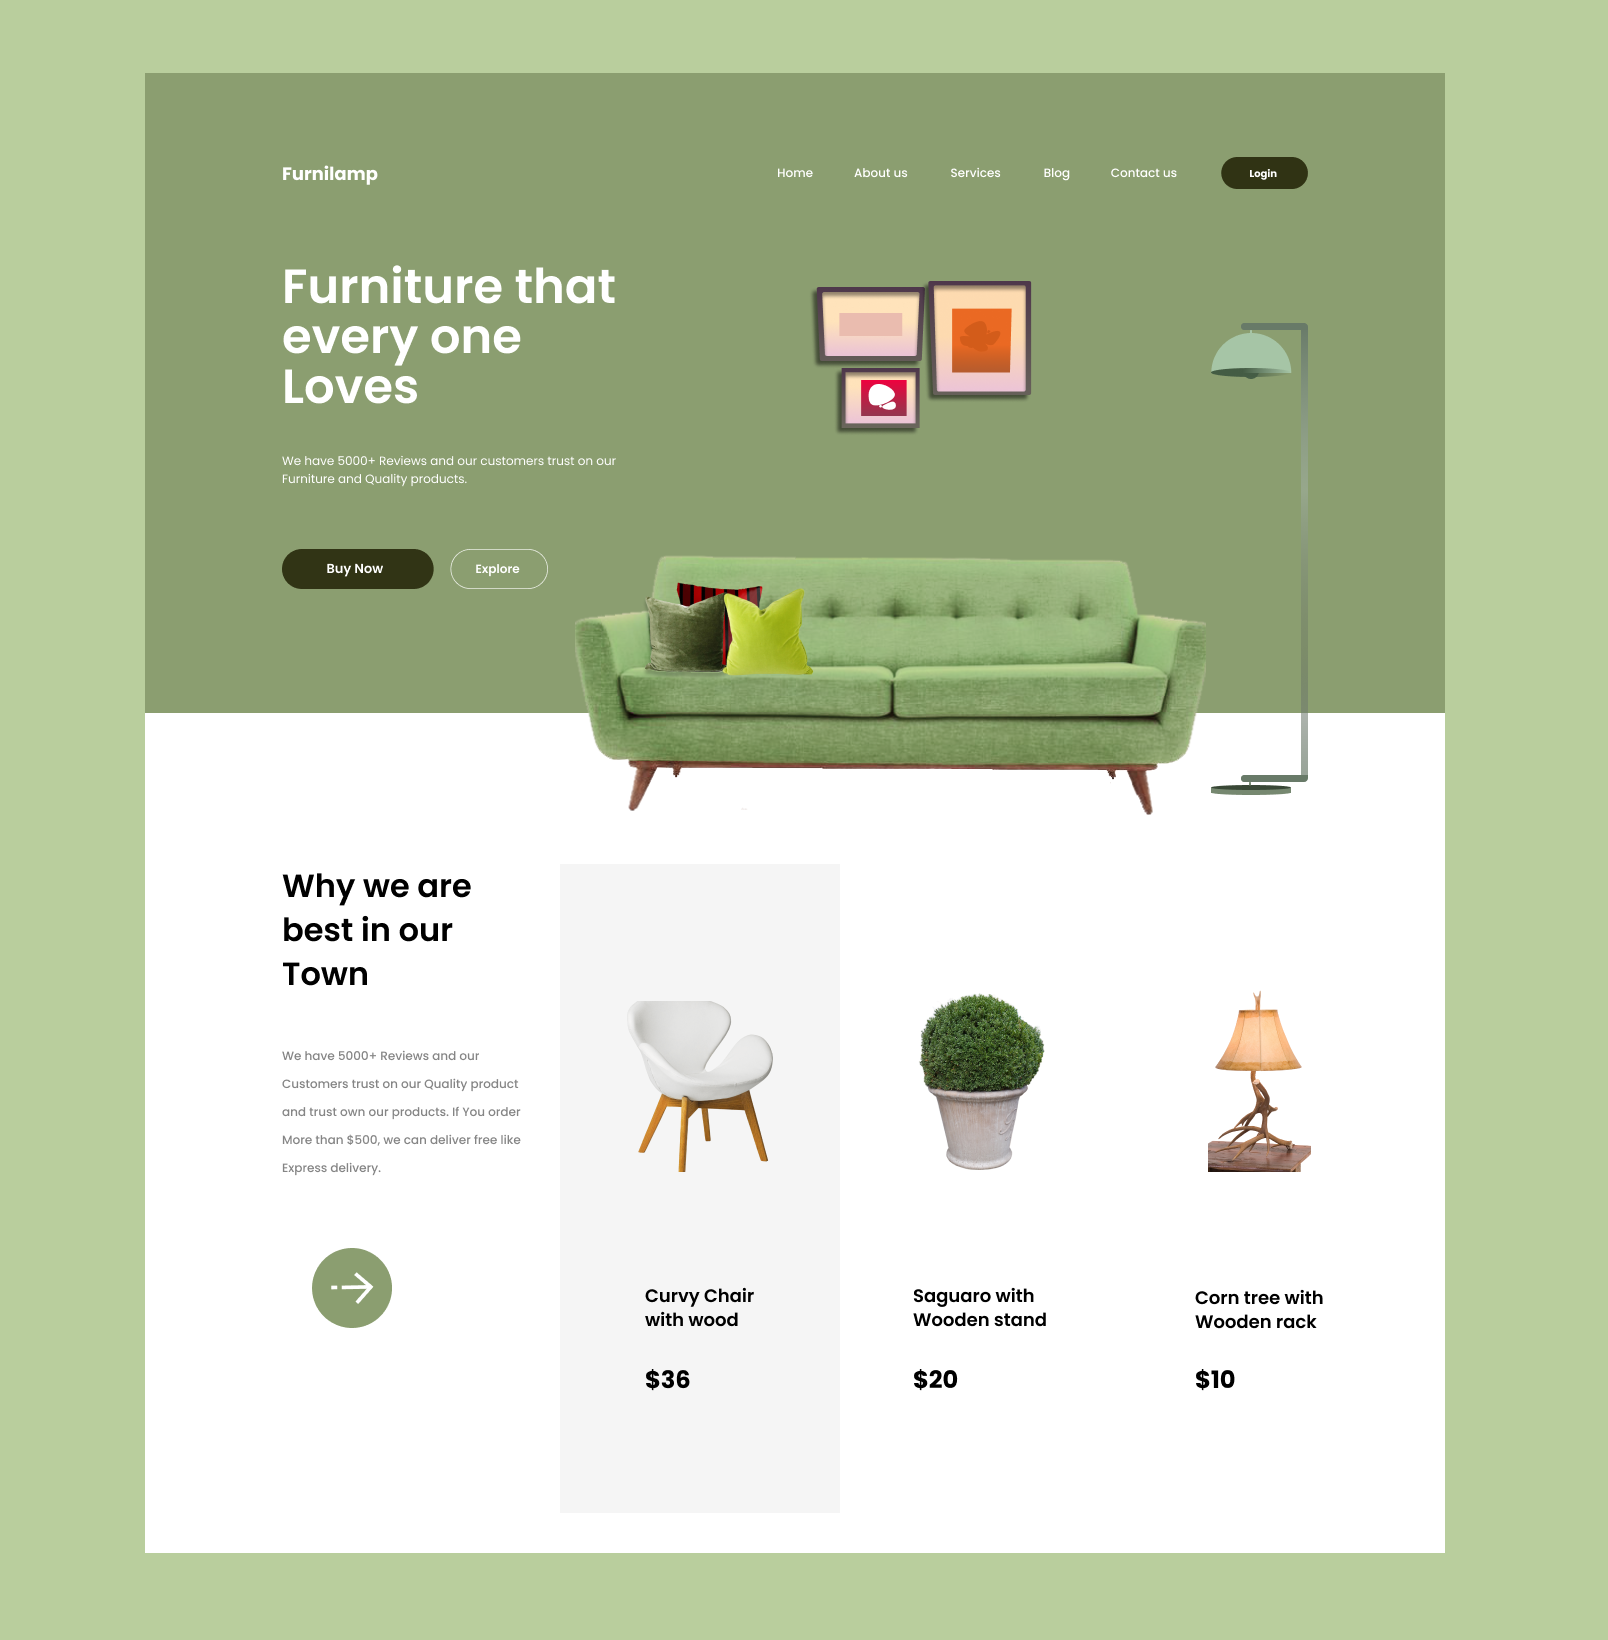 Furnilamp
Home
About us
Services
Blog
Contact us
Login
Furniture that
every one
Loves
We have 5000+ Reviews and our customers trust on our
Furniture and Quality products.
Buy Now
Explore
Why we are
best in our
Town
We have 5000+ Reviews and our
Customers trust on our Quality product
and trust own our products. If You order
More than $500, we can deliver free like
Express delivery.
Curvy Chair
with wood
$36
Saguaro with
Wooden stand
$20
Corn tree with
Wooden rack
$10